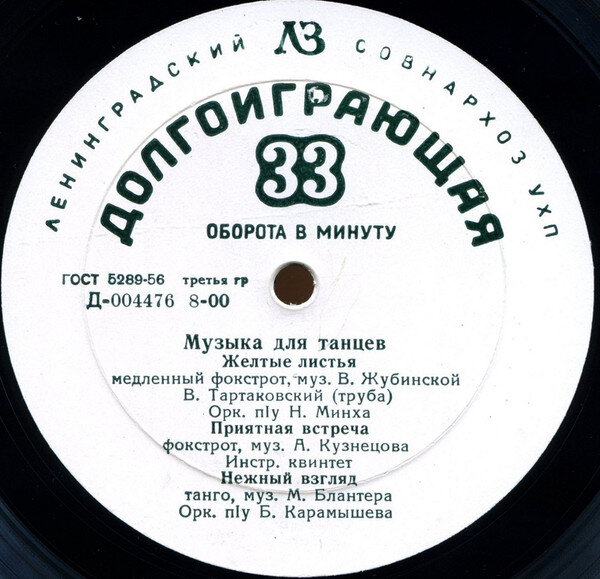 ЛЕНИНГРАДСКИЙ ЛЗ СОВНАРХОЗ УХП
ДОЛГОИГРАЮЩАЯ
33
ОБОРОТА В МИНУТУ
ГОСТ 5289-56 третья гр
Д-004476 8-00
Музыка для танцев
Желтые листья
медленный фокстрот, муз. В. Жубинской
В. Тартаковский (труба)
Орк. п/у Н. Минха
Приятная встреча
фокстрот, муз. А. Кузнецова
Инстр. квинтет
Нежный взгляд
танго, муз. М. Блантера
Орк. п/у Б. Карамышева